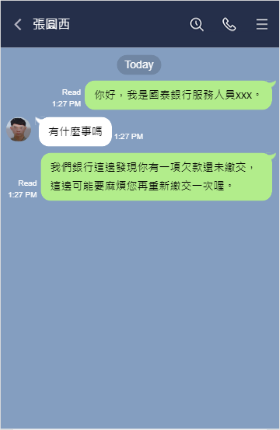 張圓西
Today
你好，我是國泰銀行服務人員xxx。
Read
1:27 PM
有什麼事嗎
1:27 PM
我們銀行這邊發現你有一項欠款還未繳交，
這邊可能要麻煩您再重新繳交一次喔。
Read
1:27 PM